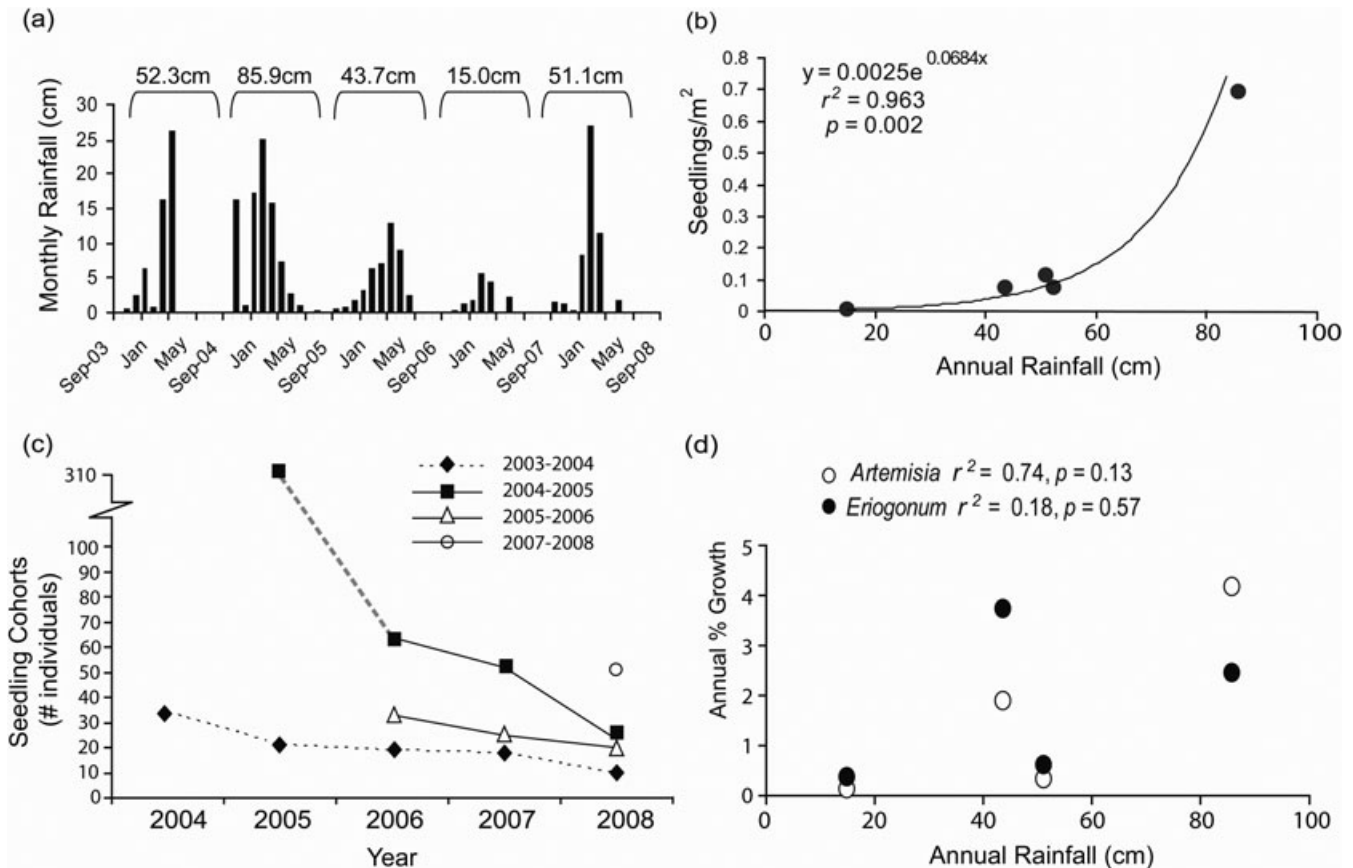 (a)
52.3cm 85.9cm 43.7cm 15.0cm 51.1cm
30
25
20
15
10
5
0
Monthly Rainfall (cm)
Sep-03 Jan May Sep-04 Jan May Sep-05 Jan May Sep-06 Jan May Sep-07 Jan May Sep-08
(b)
y = 0.0025e^0.0684x
r² = 0.963
p = 0.002
0.8
0.7
0.6
0.5
0.4
0.3
0.2
0.1
0
Seedlings/m²
0 20 40 60 80 100
Annual Rainfall (cm)
(c)
310
100
90
80
70
60
50
40
30
20
10
0
Seedling Cohorts
(# individuals)
2003-2004
2004-2005
2005-2006
2007-2008
2004 2005 2006 2007 2008
Year
(d)
Artemisia r² = 0.74, p = 0.13
Eriogonum r² = 0.18, p = 0.57
5
4
3
2
1
0
Annual % Growth
0 20 40 60 80 100
Annual Rainfall (cm)